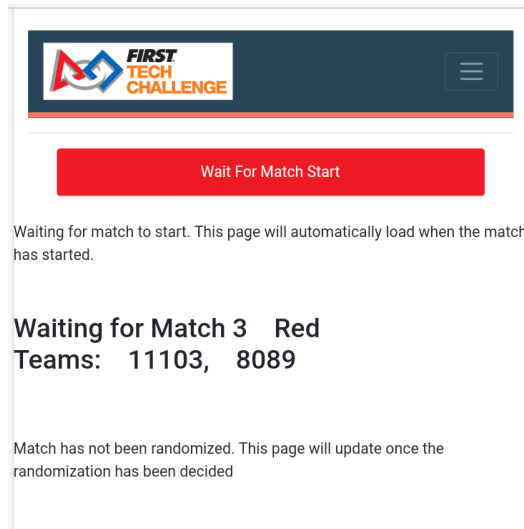 FIRST
TECH
CHALLENGE
Wait For Match Start
Waiting for match to start. This page will automatically load when the match
has started.
Waiting for Match 3 Red
Teams: 11103, 8089
Match has not been randomized. This page will update once the
randomization has been decided